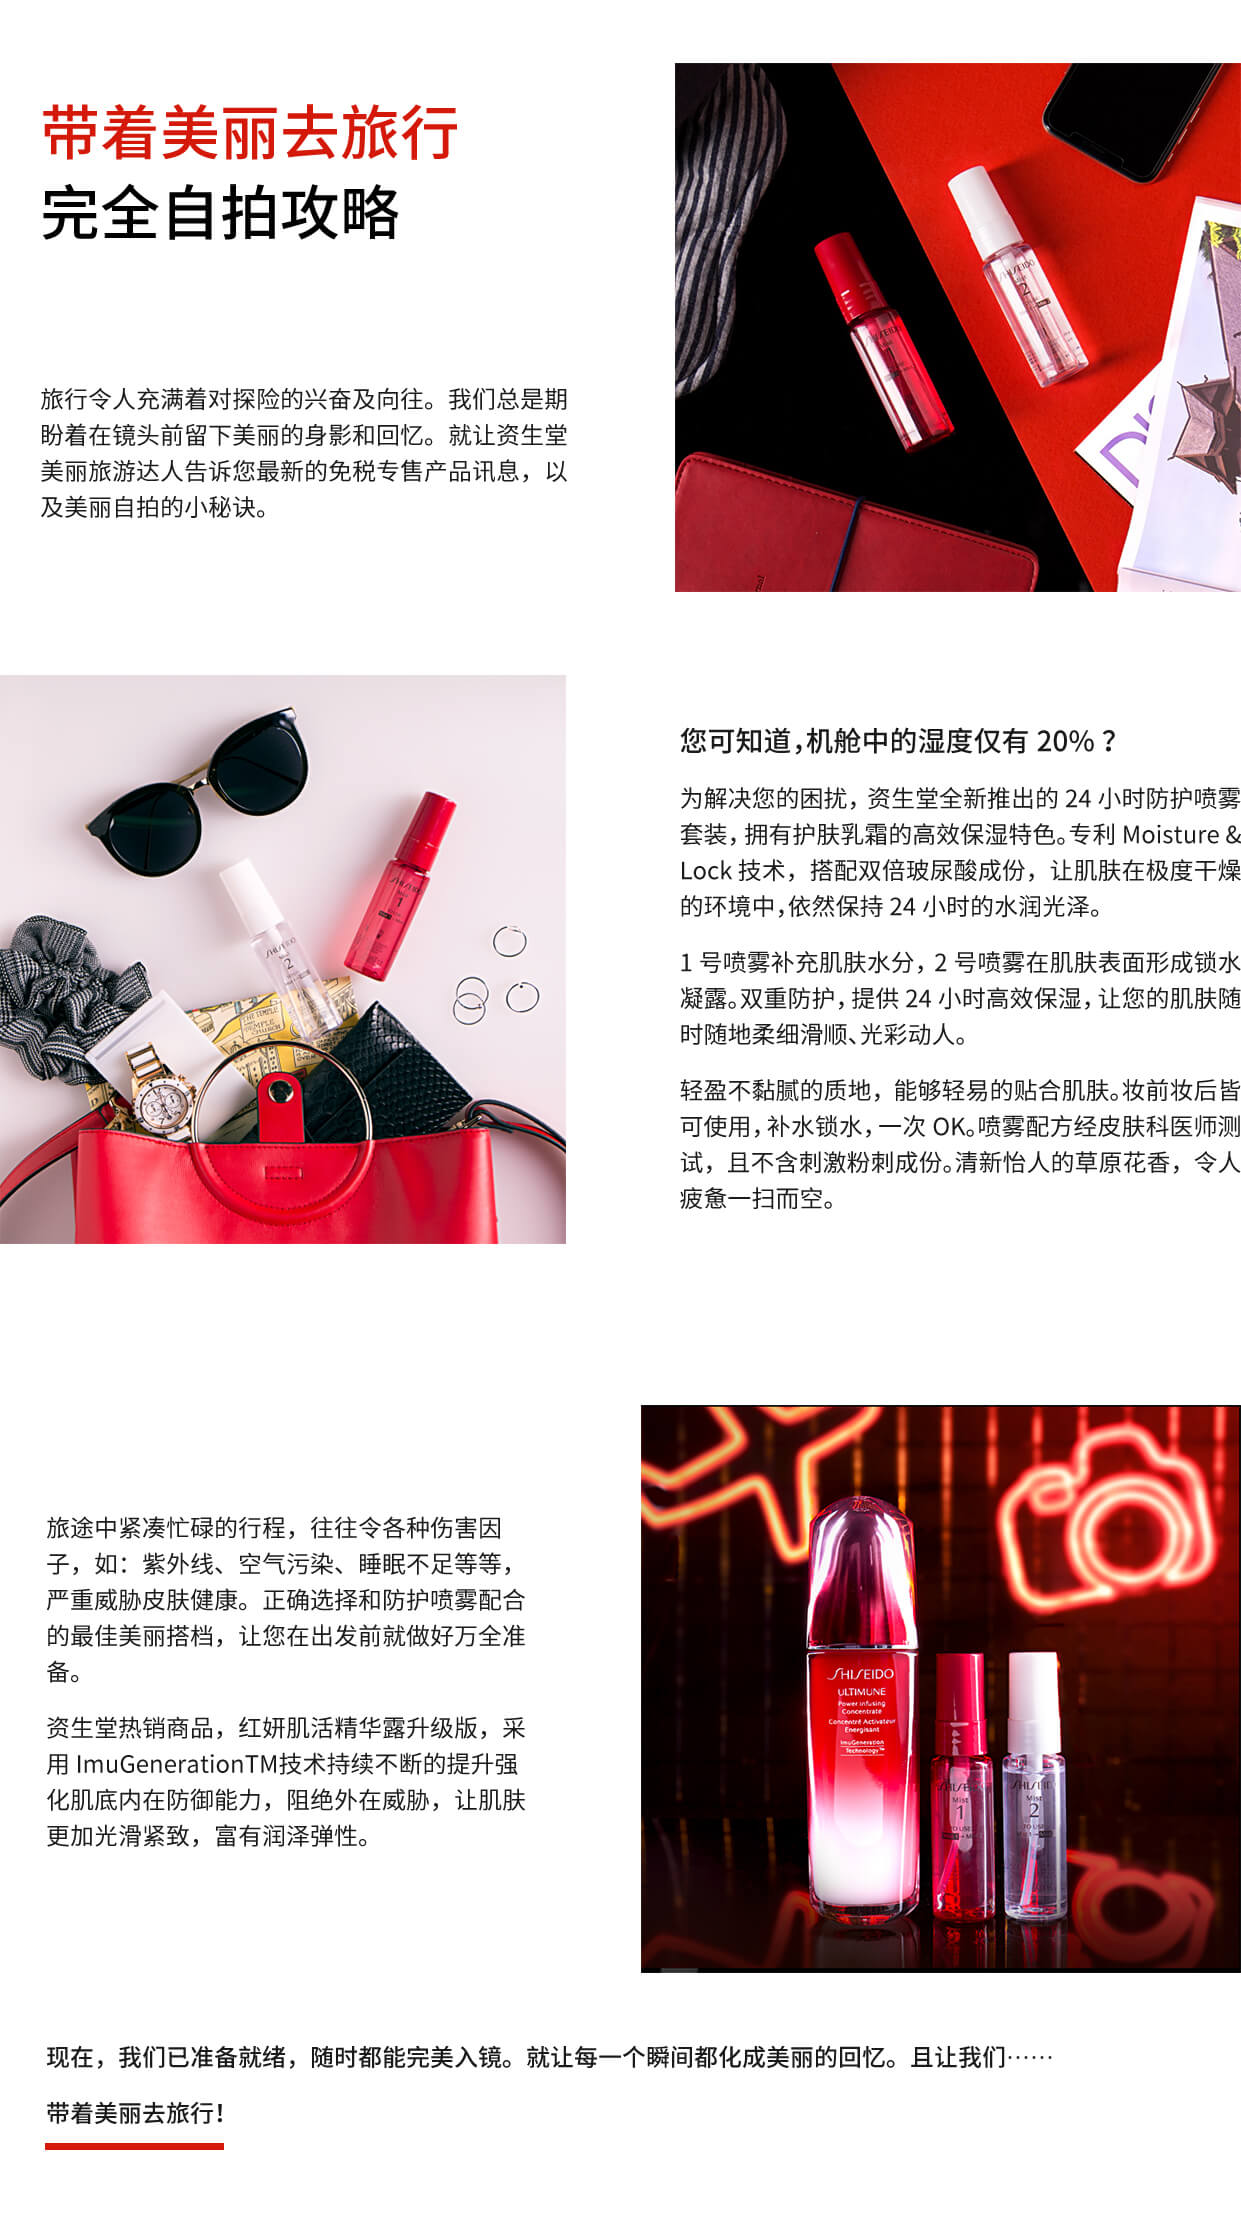 带着美丽去旅行
完全自拍攻略
旅行令人充满着对探险的兴奋及向往。我们总是期
盼着在镜头前留下美丽的身影和回忆。就让资生堂
美丽旅游达人告诉您最新的免税专售产品讯息，以
及美丽自拍的小秘诀。
SHISEIDO
2
SHISEIDO
您可知道，机舱中的湿度仅有 20%？
为解决您的困扰，资生堂全新推出的 24 小时防护喷雾
套装，拥有护肤乳霜的高效保湿特色。专利 Moisture &
Lock 技术，搭配双倍玻尿酸成份，让肌肤在极度干燥
的环境中，依然保持 24 小时的水润光泽。
1 号喷雾补充肌肤水分，2 号喷雾在肌肤表面形成锁水
凝露。双重防护，提供 24 小时高效保湿，让您的肌肤随
时随地柔细滑顺、光彩动人。
轻盈不黏腻的质地，能够轻易的贴合肌肤。妆前妆后皆
可使用，补水锁水，一次 OK。喷雾配方经皮肤科医师测
试，且不含刺激粉刺成份。清新怡人的草原花香，令人
疲惫一扫而空。
SHISEIDO
1
SHISEIDO
2
THE TEMPLE
TEMPLE
CHURCH
旅途中紧凑忙碌的行程，往往令各种伤害因
子，如：紫外线、空气污染、睡眠不足等等，
严重威胁皮肤健康。正确选择和防护喷雾配合
的最佳美丽搭档，让您在出发前就做好万全准
备。
资生堂热销商品，红妍肌活精华露升级版，采
用 ImuGenerationTM技术持续不断的提升强
化肌底内在防御能力，阻绝外在威胁，让肌肤
更加光滑紧致，富有润泽弹性。
SHISEIDO
ULTIMUNE
Power Infusing
Concentrate
Concentré Activateur
Energisant
ImuGeneration
Technology™
SHISEIDO
Mist
1
TO USE
SHISEIDO
Mist
2
TO USE
现在，我们已准备就绪，随时都能完美入镜。就让每一个瞬间都化成美丽的回忆。且让我们……
带着美丽去旅行！